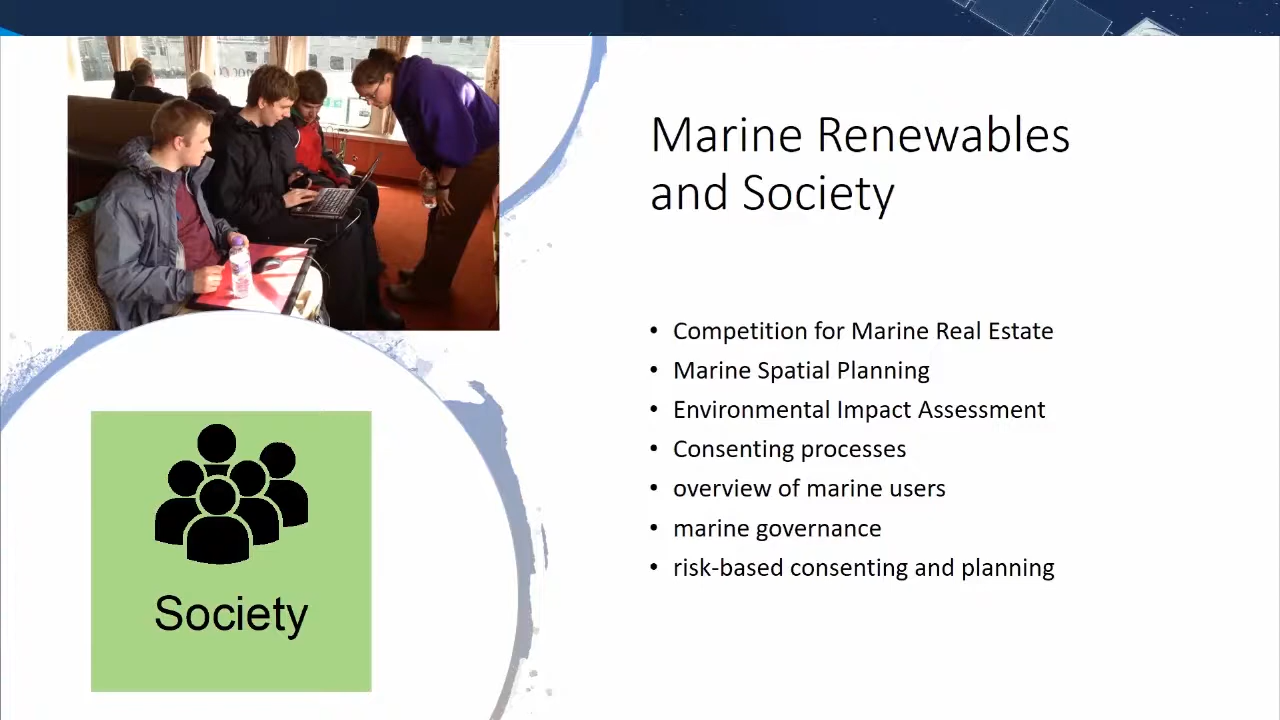 Marine Renewables
and Society
• Competition for Marine Real Estate
• Marine Spatial Planning
• Environmental Impact Assessment
• Consenting processes
• overview of marine users
• marine governance
• risk-based consenting and planning
Society